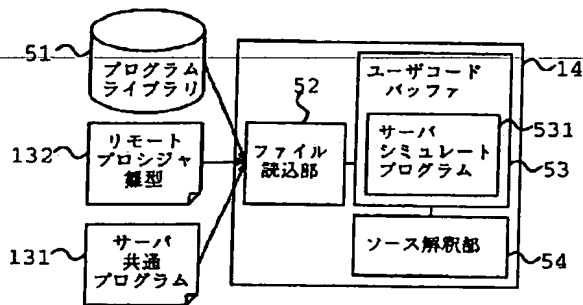 51
プログラム
ライブラリ
132
リモート
プロシジャ
雛型
131
サーバ
共通
プログラム
52
ファイル
読込部
14
ユーザコード
バッファ
531
サーバ
シミュレート
プログラム
53
ソース解釈部
54